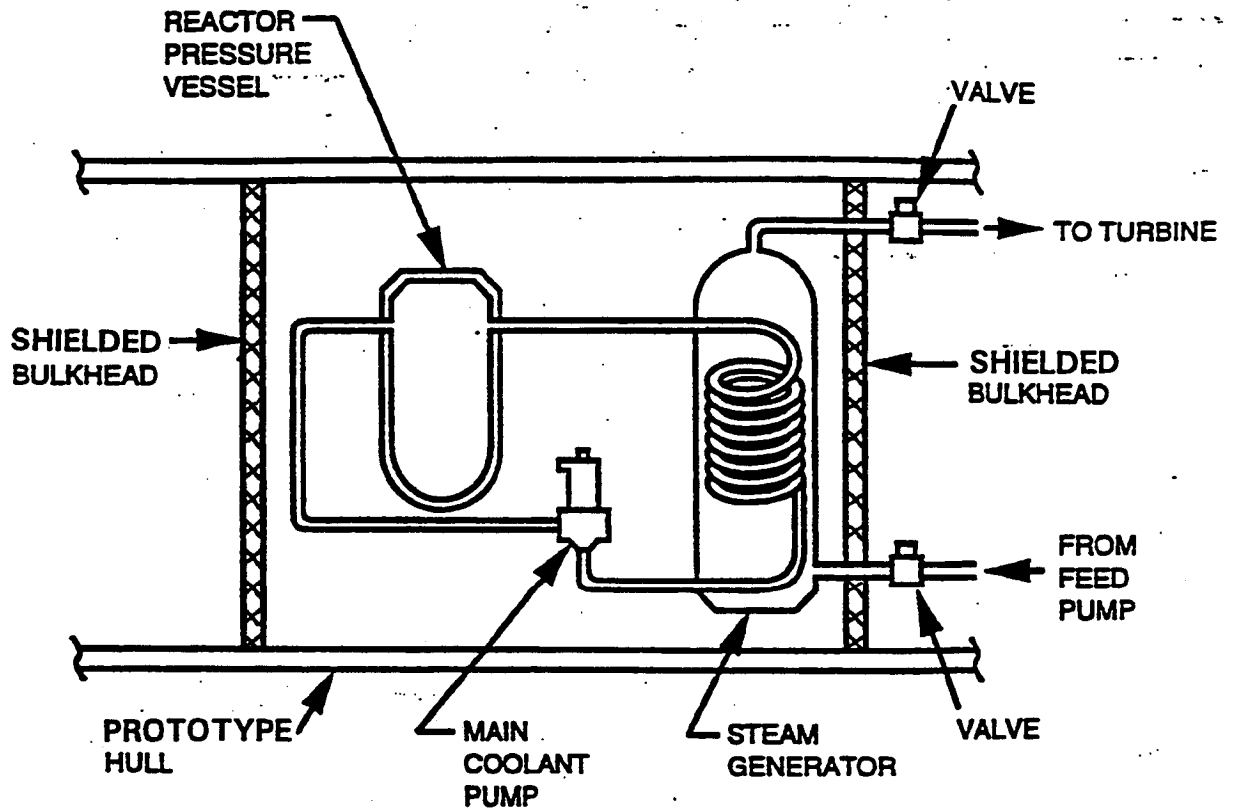 REACTOR
PRESSURE
VESSEL
VALVE
TO TURBINE
SHIELDED
BULKHEAD
SHIELDED
BULKHEAD
FROM
FEED
PUMP
PROTOTYPE
HULL
MAIN
COOLANT
PUMP
STEAM
GENERATOR
VALVE